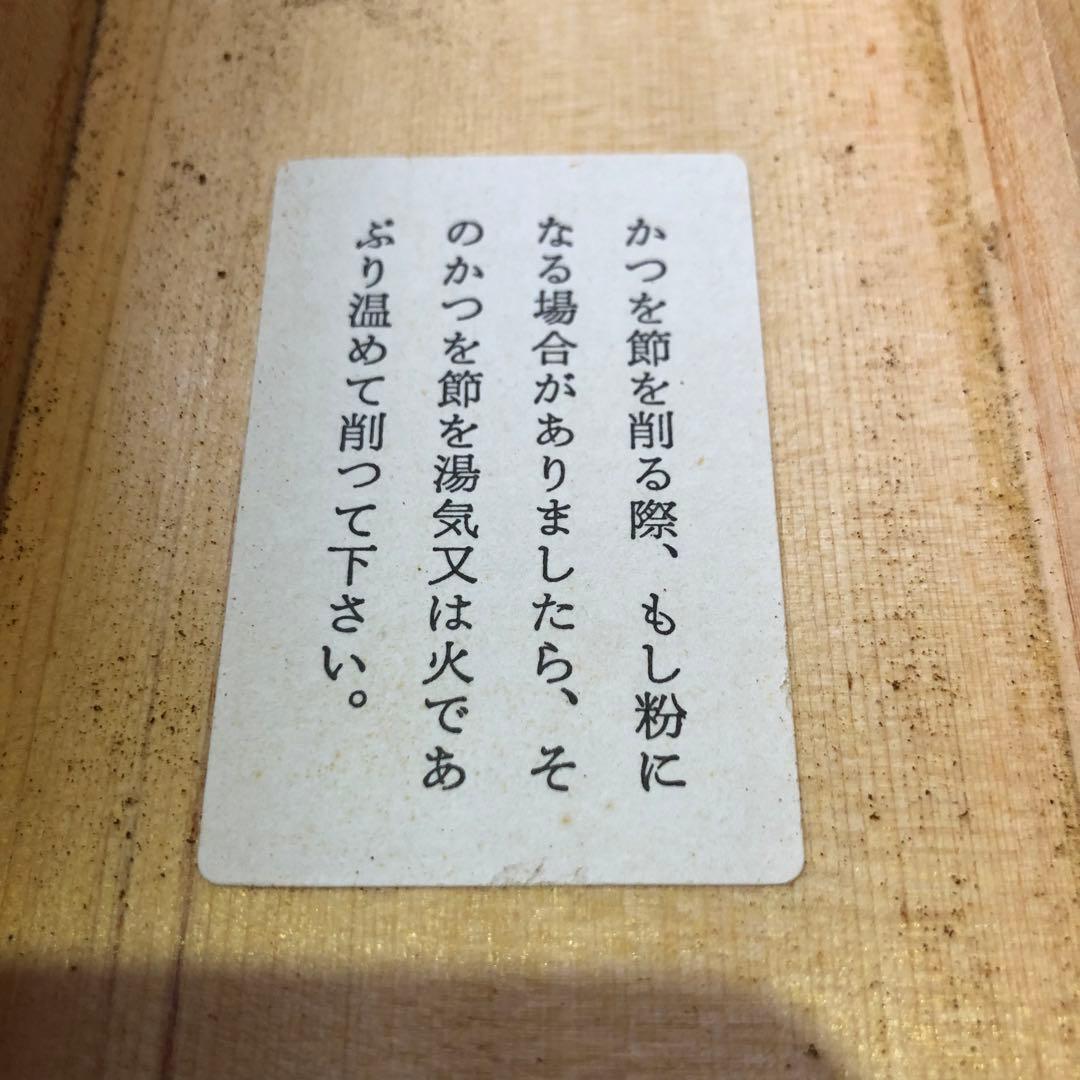 かつを節を削る際、もし粉に
なる場合がありましたら、そ
のかつを節を湯気又は火であ
ぶり温めて削つて下さい。